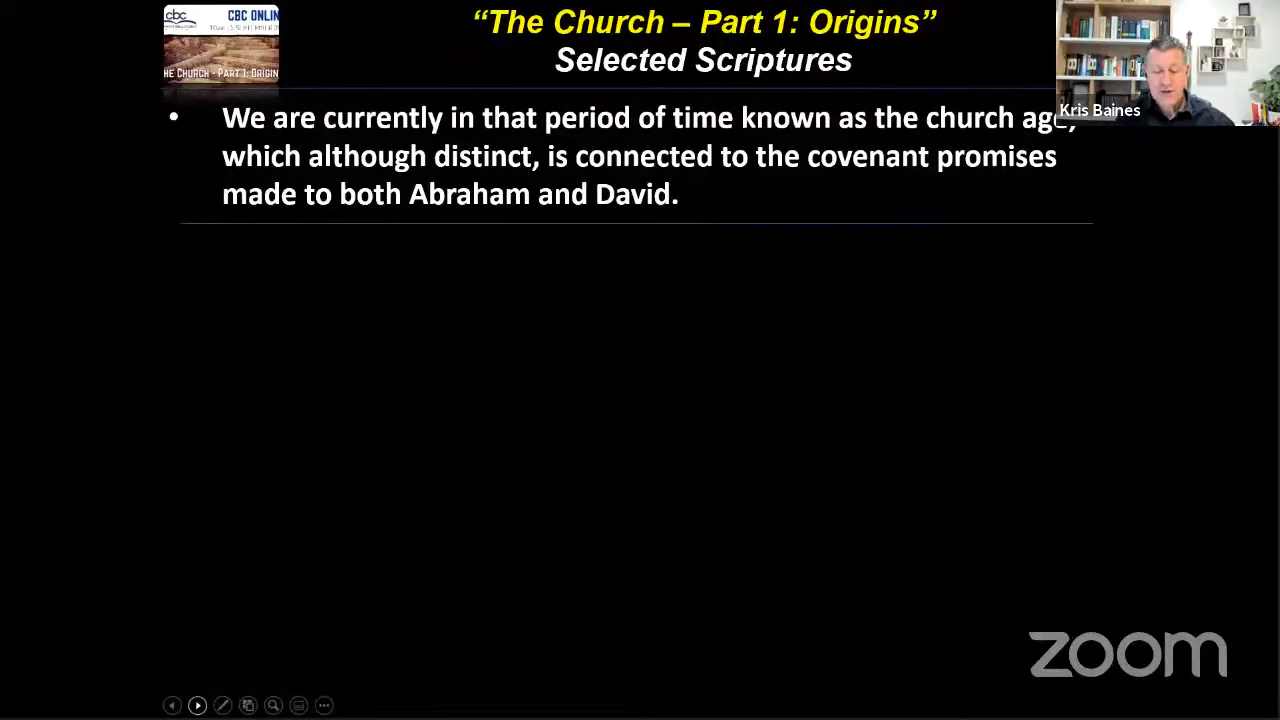 cbc
CBC ONLIN
HE CHURCH - PART 1: ORIGIN
“The Church – Part 1: Origins”
Selected Scriptures
Kris Baines
• We are currently in that period of time known as the church age,
which although distinct, is connected to the covenant promises
made to both Abraham and David.
zoom